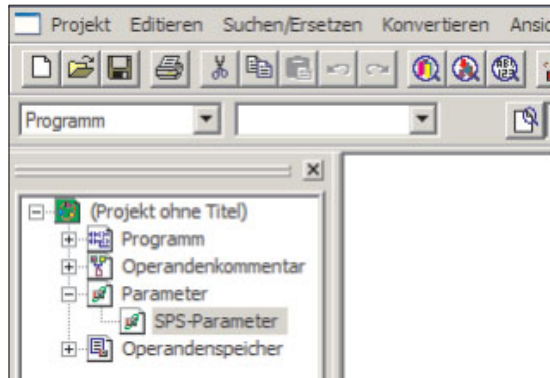 Projekt Editieren Suchen/Ersetzen Konvertieren
Programm
(Projekt ohne Titel)
Programm
Operandenkommentar
Parameter
SPS-Parameter
Operandenspeicher